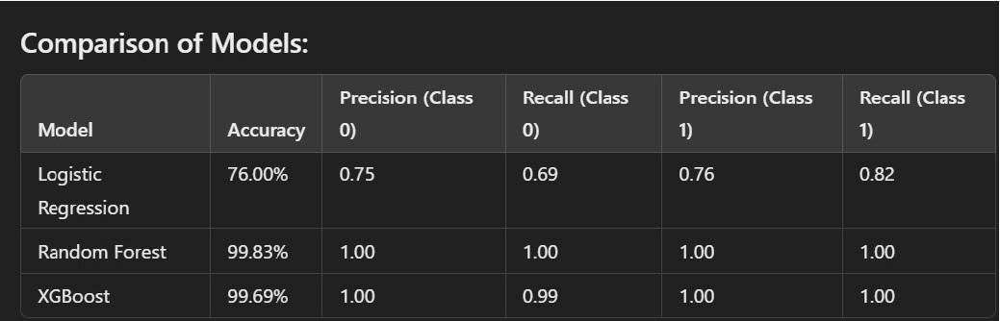 Comparison of Models:
Model Accuracy Precision (Class 0) Recall (Class 0) Precision (Class 1) Recall (Class 1)
Logistic Regression 76.00% 0.75 0.69 0.76 0.82
Random Forest 99.83% 1.00 1.00 1.00 1.00
XGBoost 99.69% 1.00 0.99 1.00 1.00